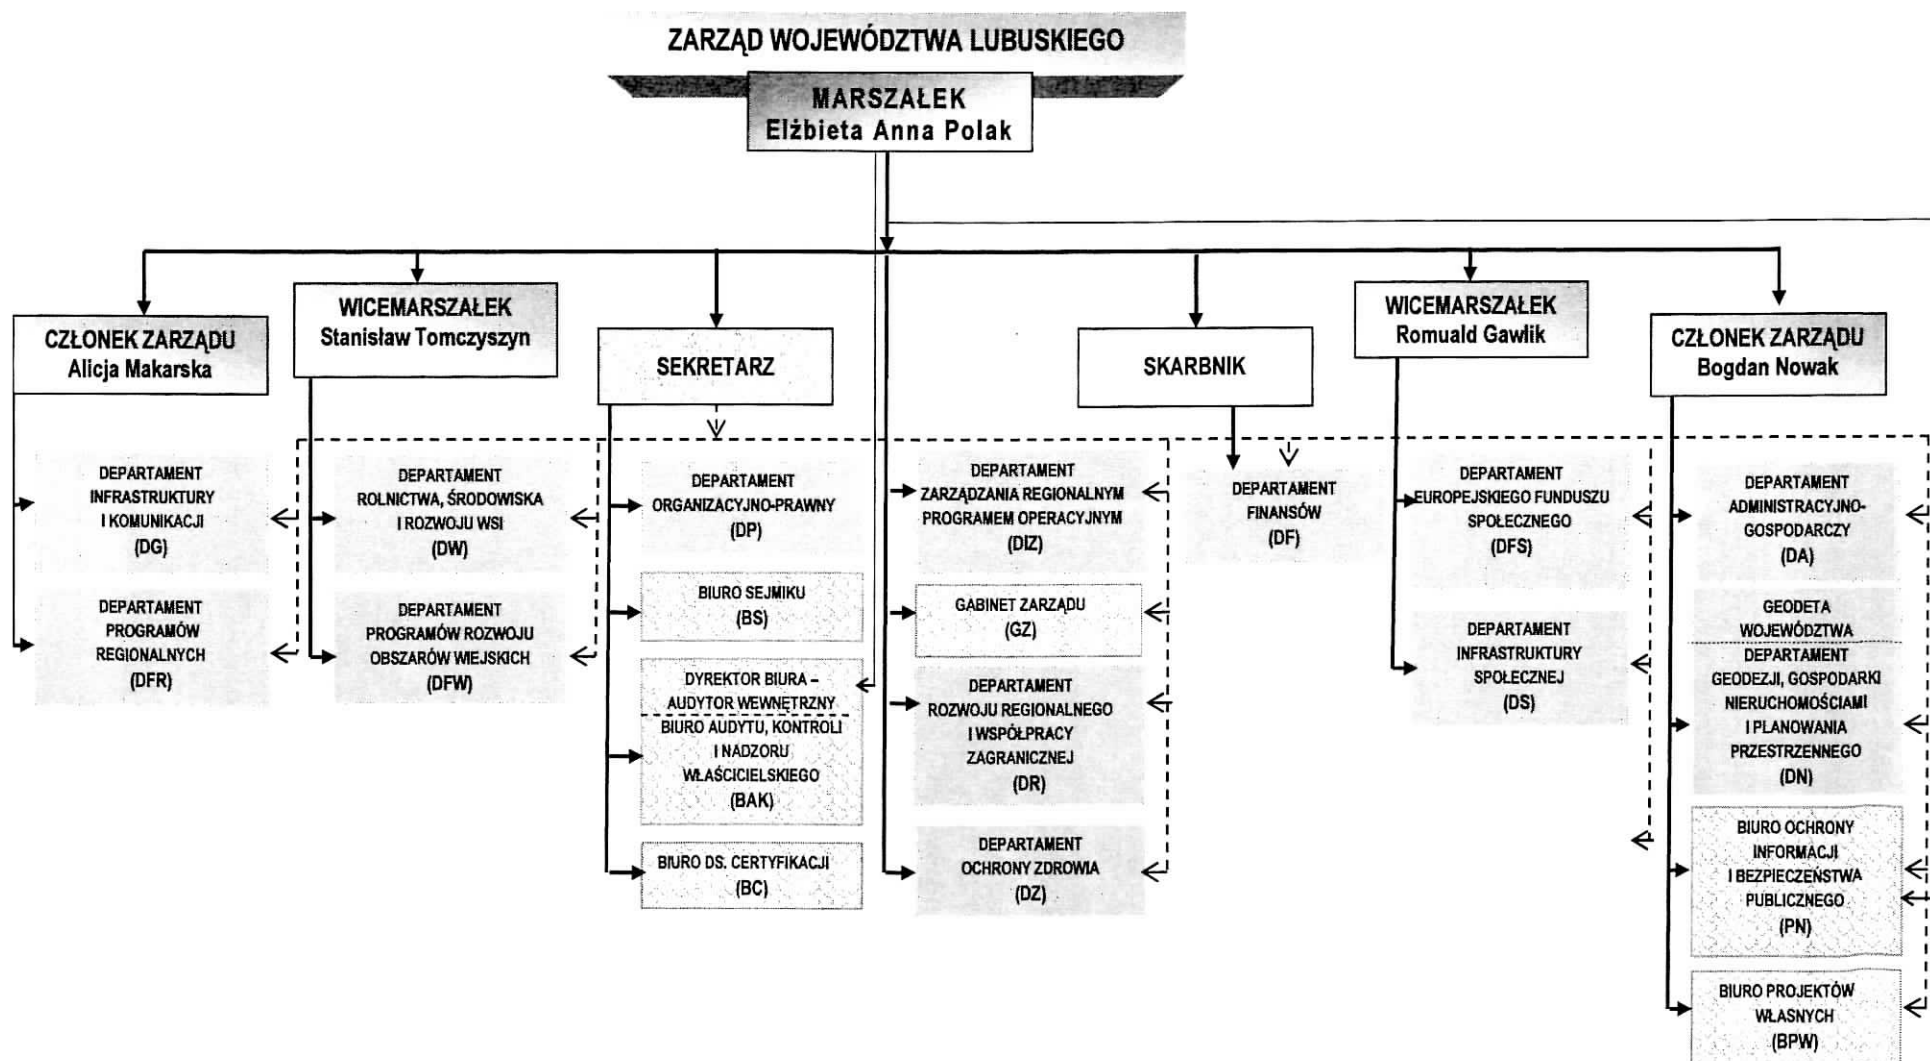 ZARZĄD WOJEWÓDZTWA LUBUSKIEGO
MARSZAŁEK
Elżbieta Anna Polak
CZŁONEK ZARZĄDU
Alicja Makarska
DEPARTAMENT
INFRASTRUKTURY
I KOMUNIKACJI
(DG)
DEPARTAMENT
PROGRAMÓW
REGIONALNYCH
(DFR)
WICEMARSZAŁEK
Stanisław Tomczyszyn
DEPARTAMENT
ROLNICTWA, ŚRODOWISKA
I ROZWOJU WSI
(DW)
DEPARTAMENT
PROGRAMÓW ROZWOJU
OBSZARÓW WIEJSKICH
(DFW)
SEKRETARZ
DEPARTAMENT
ORGANIZACYJNO-PRAWNY
(DP)
BIURO SEJMIKU
(BS)
DYREKTOR BIURA –
AUDYTOR WEWNĘTRZNY
BIURO AUDYTU, KONTROLI
I NADZORU
WŁAŚCICIELSKIEGO
(BAK)
BIURO DS. CERTYFIKACJI
(BC)
DEPARTAMENT
ZARZĄDZANIA REGIONALNYM
PROGRAMEM OPERACYJNYM
(DIZ)
GABINET ZARZĄDU
(GZ)
DEPARTAMENT
ROZWOJU REGIONALNEGO
I WSPÓŁPRACY
ZAGRANICZNEJ
(DR)
DEPARTAMENT
OCHRONY ZDROWIA
(DZ)
SKARBNIK
DEPARTAMENT
FINANSÓW
(DF)
WICEMARSZAŁEK
Romuald Gawlik
DEPARTAMENT
EUROPEJSKIEGO FUNDUSZU
SPOŁECZNEGO
(DFS)
DEPARTAMENT
INFRASTRUKTURY
SPOŁECZNEJ
(DS)
CZŁONEK ZARZĄDU
Bogdan Nowak
DEPARTAMENT
ADMINISTRACYJNO-
GOSPODARCZY
(DA)
GEODETA
WOJEWÓDZTWA
DEPARTAMENT
GEODEZJI, GOSPODARKI
NIERUCHOMOŚCIAMI
I PLANOWANIA
PRZESTRZENNEGO
(DN)
BIURO OCHRONY
INFORMACJI
I BEZPIECZEŃSTWA
PUBLICZNEGO
(PN)
BIURO PROJEKTÓW
WŁASNYCH
(BPW)